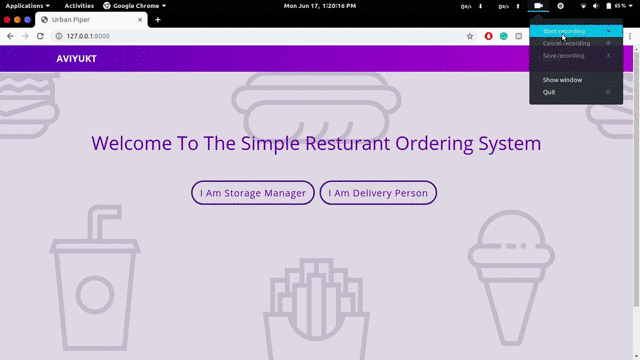 Applications Activities Google Chrome Mon Jun 17, 1:20:16 PM 0B/s 0B/s 65 %
Urban Piper
127.0.0.1:8000
Start recording
Cancel recording
Save recording
Show window
Quit
AVIYUKT
Welcome To The Simple Resturant Ordering System
I Am Storage Manager I Am Delivery Person